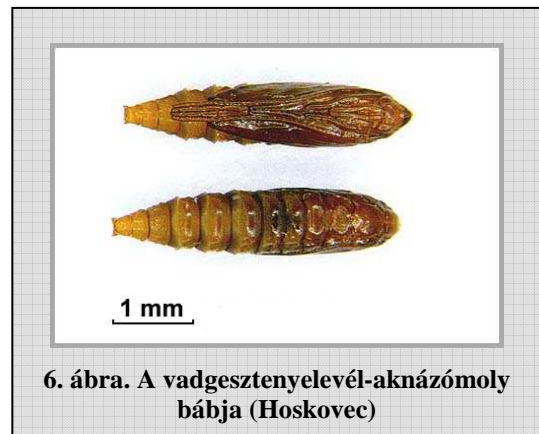 1 mm
6. ábra. A vadgesztenyelevél-aknázómoly
bábja (Hoskovec)